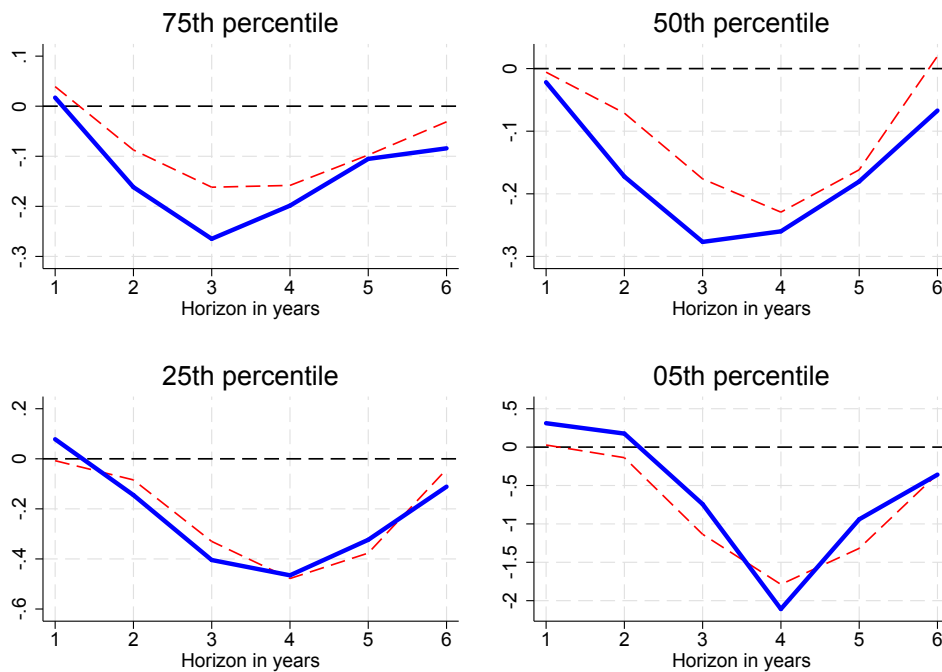 75th percentile
.1
0
-.1
-.2
-.3
1 2 3 4 5 6
Horizon in years
50th percentile
0
-.1
-.2
-.3
1 2 3 4 5 6
Horizon in years
25th percentile
.2
0
-.2
-.4
-.6
1 2 3 4 5 6
Horizon in years
05th percentile
.5
0
-.5
-1
-1.5
-2
1 2 3 4 5 6
Horizon in years